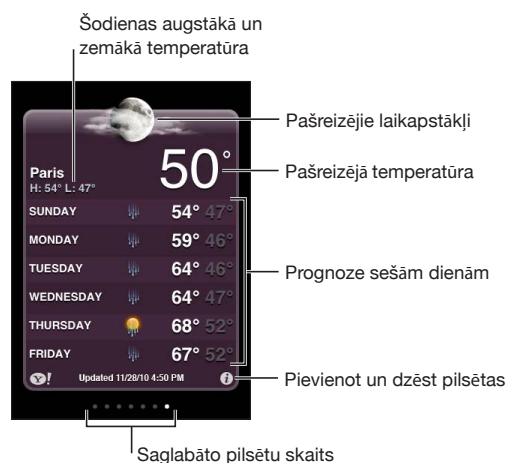 Šodienas augstākā un
zemākā temperatūra
Pašreizējie laikapstākļi
50°
Pašreizējā temperatūra
Paris
H: 54° L: 47°
SUNDAY 54° 47°
MONDAY 59° 46°
TUESDAY 64° 46°
Prognoze sešām dienām
WEDNESDAY 64° 47°
THURSDAY 68° 52°
FRIDAY 67° 52°
Y! Updated 11/28/10 4:50 PM i
Pievienot un dzēst pilsētas
Saglabāto pilsētu skaits